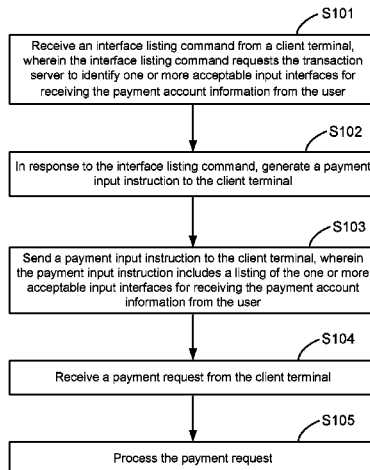 S101
Receive an interface listing command from a client terminal,
wherein the interface listing command requests the transaction
server to identify one or more acceptable input interfaces for
receiving the payment account information from the user
S102
In response to the interface listing command, generate a payment
input instruction to the client terminal
S103
Send a payment input instruction to the client terminal, wherein
the payment input instruction includes a listing of the one or more
acceptable input interfaces for receiving the payment account
information from the user
S104
Receive a payment request from the client terminal
S105
Process the payment request